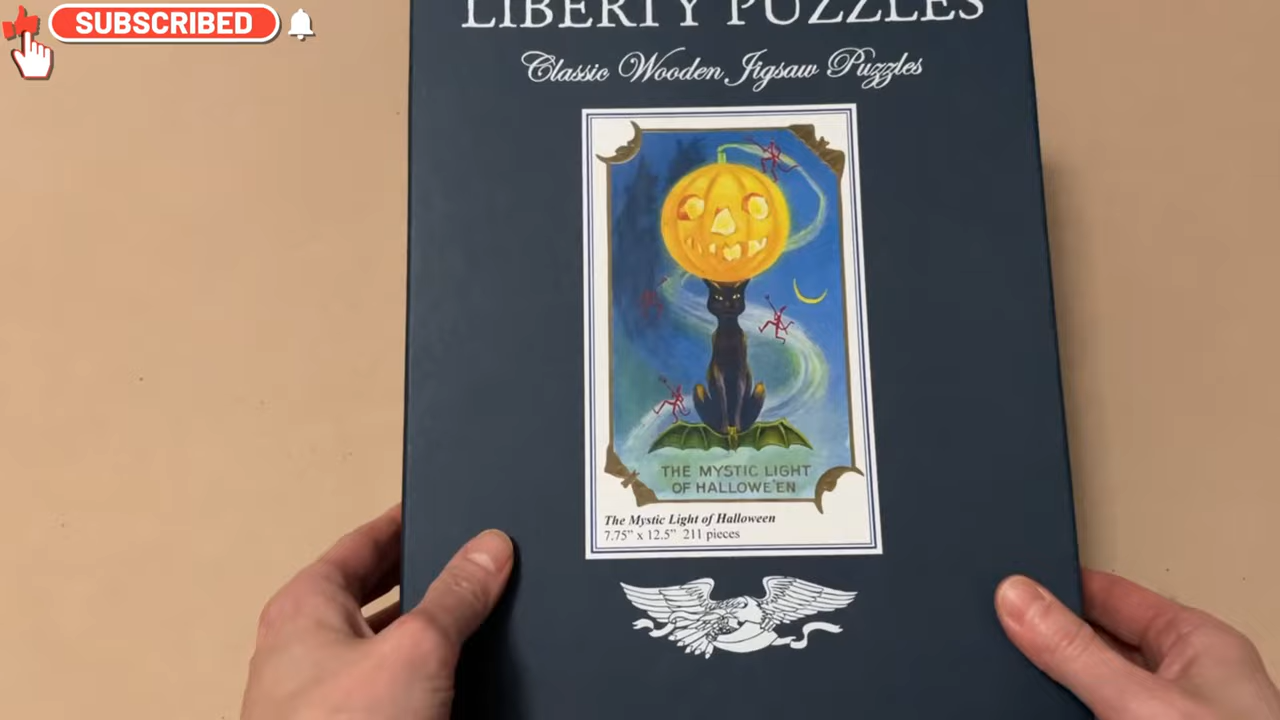 SUBSCRIBED
LIBERTY PUZZLES
Classic Wooden Jigsaw Puzzles
THE MYSTIC LIGHT
OF HALLOWE'EN
The Mystic Light of Halloween
7.75" x 12.5" 211 pieces